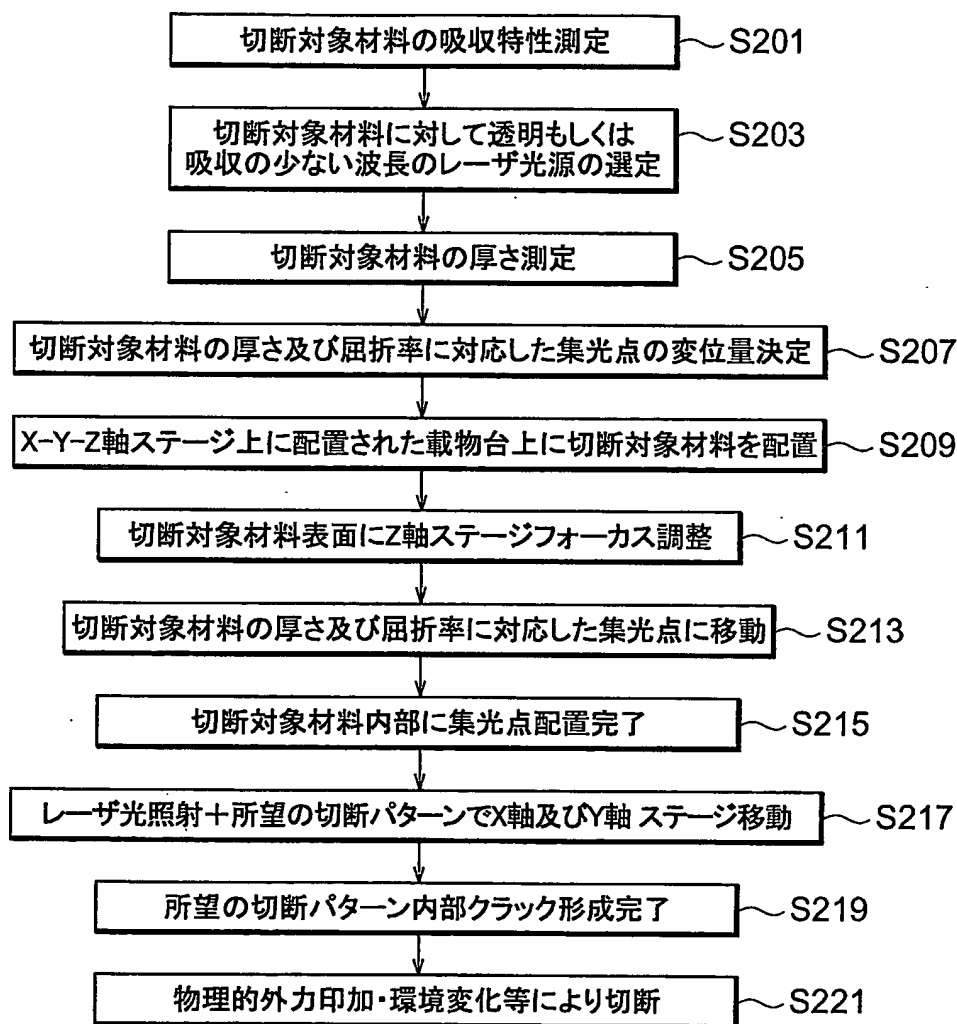 切断対象材料の吸収特性測定 S201
切断対象材料に対して透明もしくは
吸収の少ない波長のレーザ光源の選定 S203
切断対象材料の厚さ測定 S205
切断対象材料の厚さ及び屈折率に対応した集光点の変位量決定 S207
X-Y-Z軸ステージ上に配置された載物台上に切断対象材料を配置 S209
切断対象材料表面にZ軸ステージフォーカス調整 S211
切断対象材料の厚さ及び屈折率に対応した集光点に移動 S213
切断対象材料内部に集光点配置完了 S215
レーザ光照射+所望の切断パターンでX軸及びY軸 ステージ移動 S217
所望の切断パターン内部クラック形成完了 S219
物理的外力印加・環境変化等により切断 S221